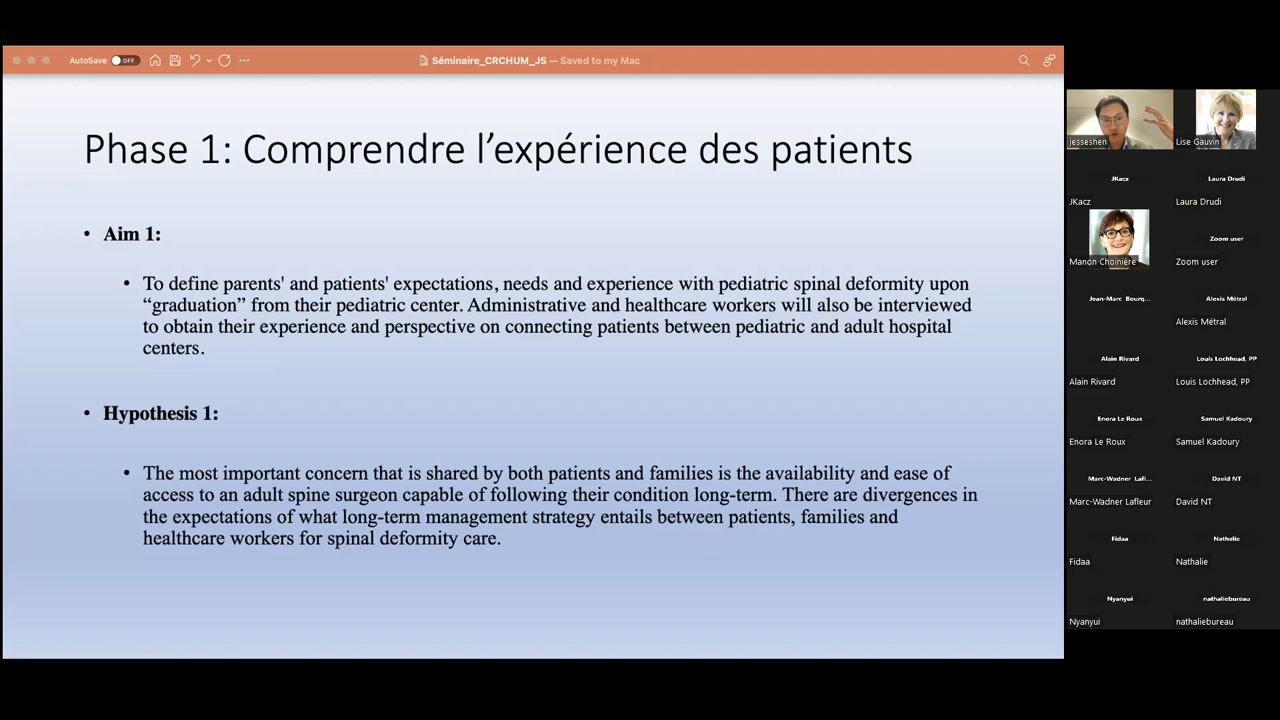 AutoSave OFF
Séminaire_CRCHUM_JS — Saved to my Mac
Phase 1: Comprendre l’expérience des patients
• Aim 1:
• To define parents' and patients' expectations, needs and experience with pediatric spinal deformity upon
“graduation” from their pediatric center. Administrative and healthcare workers will also be interviewed
to obtain their experience and perspective on connecting patients between pediatric and adult hospital
centers.
• Hypothesis 1:
• The most important concern that is shared by both patients and families is the availability and ease of
access to an adult spine surgeon capable of following their condition long-term. There are divergences in
the expectations of what long-term management strategy entails between patients, families and
healthcare workers for spinal deformity care.
jesseshen
Lise Gauvin
JKacz
Laura Drudi
JKacz
Laura Drudi
Zoom user
Manon Choinière
Zoom user
Jean-Marc Bourq...
Alexis Métral
Alexis Métral
Alain Rivard
Louis Lochhead, PP
Alain Rivard
Louis Lochhead, PP
Enora Le Roux
Samuel Kadoury
Enora Le Roux
Samuel Kadoury
Marc-Wadner Lafl...
David NT
Marc-Wadner Lafleur
David NT
Fidaa
Nathalie
Fidaa
Nathalie
Nyanyui
nathaliebureau
Nyanyui
nathaliebureau